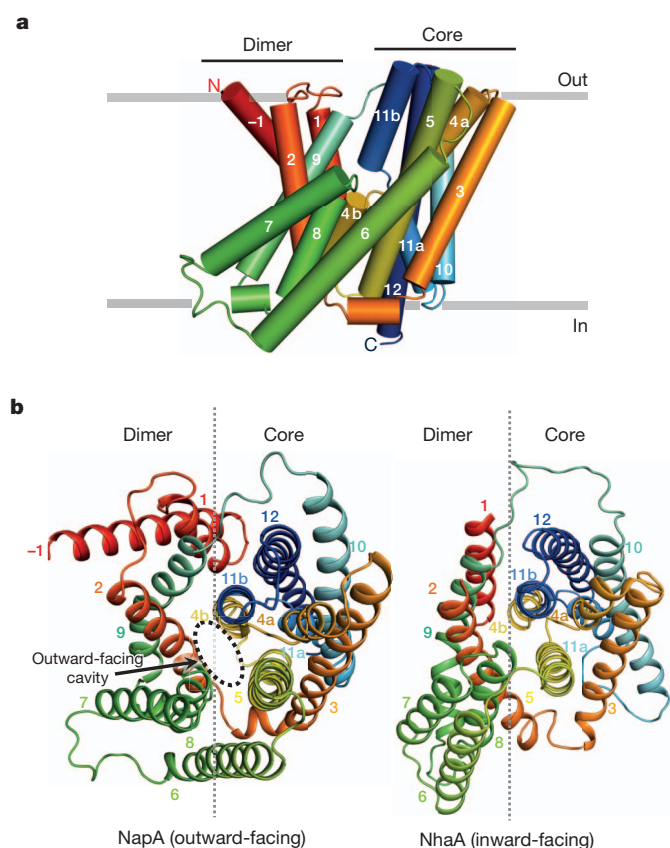 a
Dimer
Core
N
Out
–1
2
1
9
11b
5
4a
3
7
8
4b
6
11a
10
12
In
C
b
Dimer
Core
Dimer
Core
–1
1
12
10
2
11b
4b
4a
9
11a
Outward-facing
cavity
7
5
3
8
6
1
12
10
2
11b
9
4b
4a
11a
7
5
3
8
6
NapA (outward-facing)
NhaA (inward-facing)